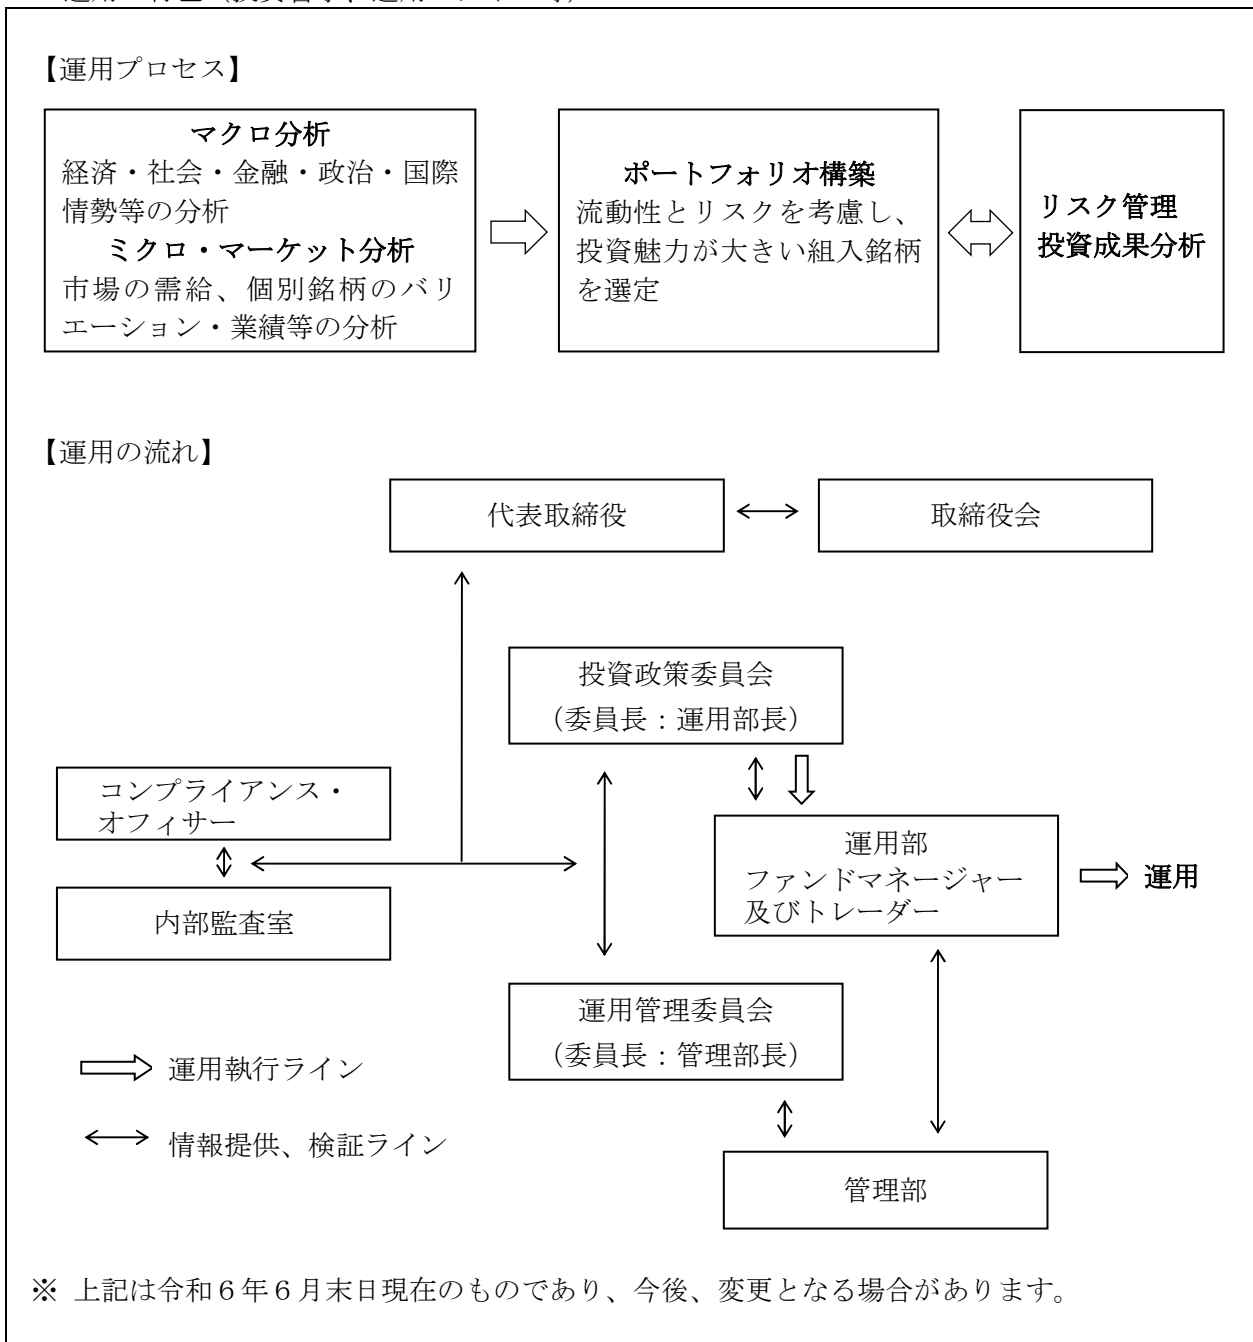 【運用プロセス】
マクロ分析
経済・社会・金融・政治・国際
情勢等の分析
ミクロ・マーケット分析
市場の需給、個別銘柄のバリ
エーション・業績等の分析
ポートフォリオ構築
流動性とリスクを考慮し、
投資魅力が大きい組入銘柄
を選定
リスク管理
投資成果分析
【運用の流れ】
代表取締役
取締役会
投資政策委員会
（委員長：運用部長）
コンプライアンス・
オフィサー
内部監査室
運用部
ファンドマネージャー
及びトレーダー
運用
運用管理委員会
（委員長：管理部長）
運用執行ライン
情報提供、検証ライン
管理部
※ 上記は令和６年６月末日現在のものであり、今後、変更となる場合があります。